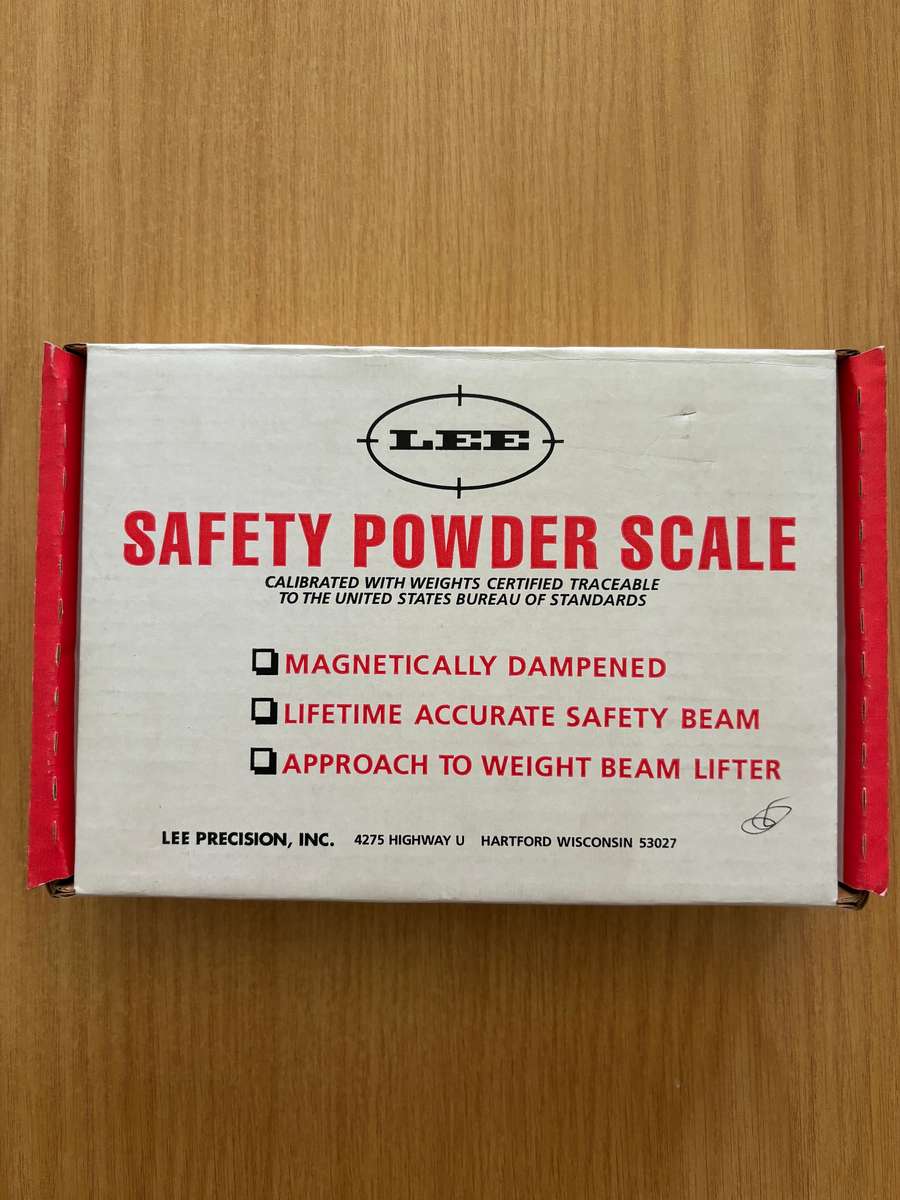 LEE
SAFETY POWDER SCALE
CALIBRATED WITH WEIGHTS CERTIFIED TRACEABLE
TO THE UNITED STATES BUREAU OF STANDARDS
MAGNETICALLY DAMPENED
LIFETIME ACCURATE SAFETY BEAM
APPROACH TO WEIGHT BEAM LIFTER
LEE PRECISION, INC. 4275 HIGHWAY U HARTFORD WISCONSIN 53027